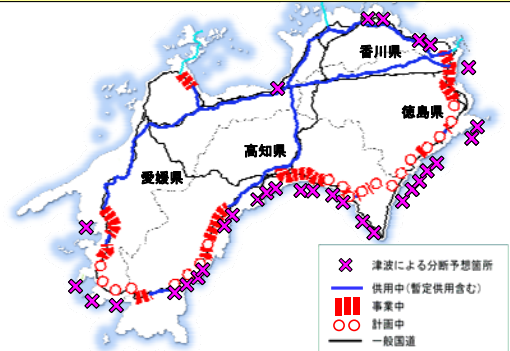 香川県
徳島県
高知県
愛媛県
津波による分断予想箇所
供用中(暫定供用含む)
事業中
計画中
一般国道